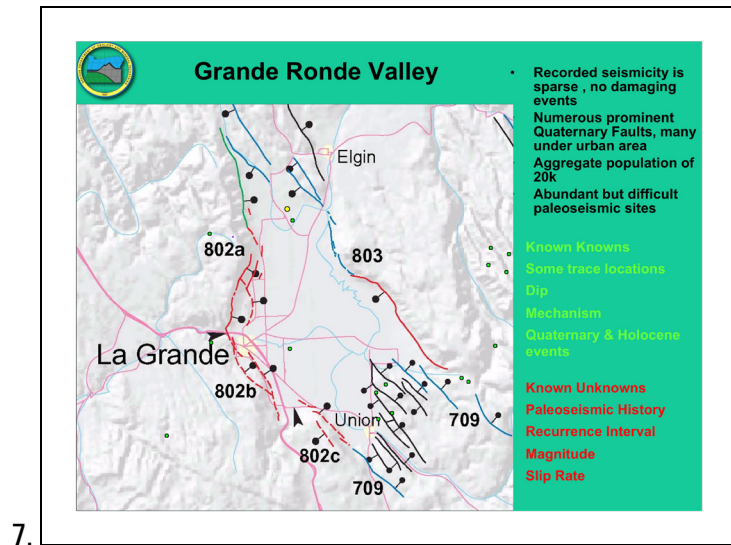 Grande Ronde Valley
• Recorded seismicity is
sparse , no damaging
events
Numerous prominent
Quaternary Faults, many
under urban area
Aggregate population of
20k
Abundant but difficult
paleoseismic sites
Known Knowns
Some trace locations
Dip
Mechanism
Quaternary & Holocene
events
Known Unknowns
Paleoseismic History
Recurrence Interval
Magnitude
Slip Rate
Elgin
802a
803
La Grande
802b
Union
709
802c
709
7.